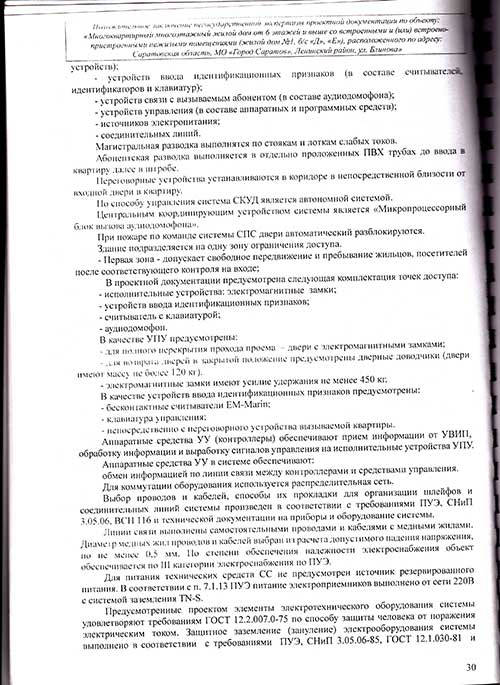 Положительное заключение негосударственной экспертизы проектной документации по объекту:
«Многоквартирный многоэтажный жилой дом от 6 этажей и выше со встроенными и (или) встроено-
пристроенными нежилыми помещениями (жилой дом №1, б/с «Д», «Е»), расположенного по адресу:
Саратовская область, МО «Город Саратов», Ленинский район, ул. Блинова»
устройств);
- устройств ввода идентификационных признаков (в составе считывателей,
идентификаторов и клавиатур);
- устройств связи с вызываемым абонентом (в составе аудиодомофона);
- устройств управления (в составе аппаратных и программных средств);
- источников электропитания;
- соединительных линий.
Магистральная разводка выполнятся по стоякам и лоткам слабых токов.
Абонентская разводка выполняется в отдельно проложенных ПВХ трубах до ввода в
квартиру далее в штробе.
Переговорные устройства устанавливаются в коридоре в непосредственной близости от
входной двери в квартиру.
По способу управления система СКУД является автономной системой.
Центральным координирующим устройством системы является «Микропроцессорный
блок вызова аудиодомофона».
При пожаре по команде системы СПС двери автоматический разблокируются.
Здание подразделяется на одну зону ограничения доступа.
- Первая зона - допускает свободное передвижение и пребывание жильцов, посетителей
после соответствующего контроля на входе;
В проектной документации предусмотрена следующая комплектация точек доступа:
- исполнительные устройства: электромагнитные замки;
- устройств ввода идентификационных признаков;
- считыватель с клавиатурой;
- аудиодомофон.
В качестве УПУ предусмотрены:
- для полного перекрытия прохода проема – двери с электромагнитными замками;
- для возврата дверей в закрытое положение предусмотрены дверные доводчики (двери
имеют массу не более 120 кг).
- электромагнитные замки имеют усилие удержания не менее 450 кг.
В качестве устройств ввода идентификационных признаков предусмотрены:
- бесконтактные считыватели EM-Marin;
- клавиатура управления;
- непосредственно с переговорного устройства вызываемой квартиры.
Аппаратные средства УУ (контроллеры) обеспечивают прием информации от УВИП,
обработку информации и выработку сигналов управления на исполнительные устройства УПУ.
Аппаратные средства УУ в системе обеспечивают:
обмен информацией по линии связи между контроллерами и средствами управления.
Для коммутации оборудования используется распределительная сеть.
Выбор проводов и кабелей, способы их прокладки для организации шлейфов и
соединительных линий системы произведен в соответствии с требованиями ПУЭ, СНиП
3.05.06, ВСН 116 и технической документации на приборы и оборудование системы.
Линии связи выполнены самостоятельными проводами и кабелями с медными жилами.
Диаметр медных жил проводов и кабелей выбран из расчета допустимого падения напряжения,
но не менее 0,5 мм. По степени обеспечения надежности электроснабжения объект
обеспечивается по III категории электроснабжения по ПУЭ.
Для питания технических средств СС не предусмотрен источник резервированного
питания. В соответствии с п. 7.1.13 ПУЭ питание электроприемников выполнено от сети 220В
с системой заземления TN-S.
Предусмотренные проектом элементы электротехнического оборудования системы
удовлетворяют требованиям ГОСТ 12.2.007.0-75 по способу защиты человека от поражения
электрическим током. Защитное заземление (зануление) электрооборудования системы
выполнено в соответствии с требованиями ПУЭ, СНиП 3.05.06-85, ГОСТ 12.1.030-81 и
30